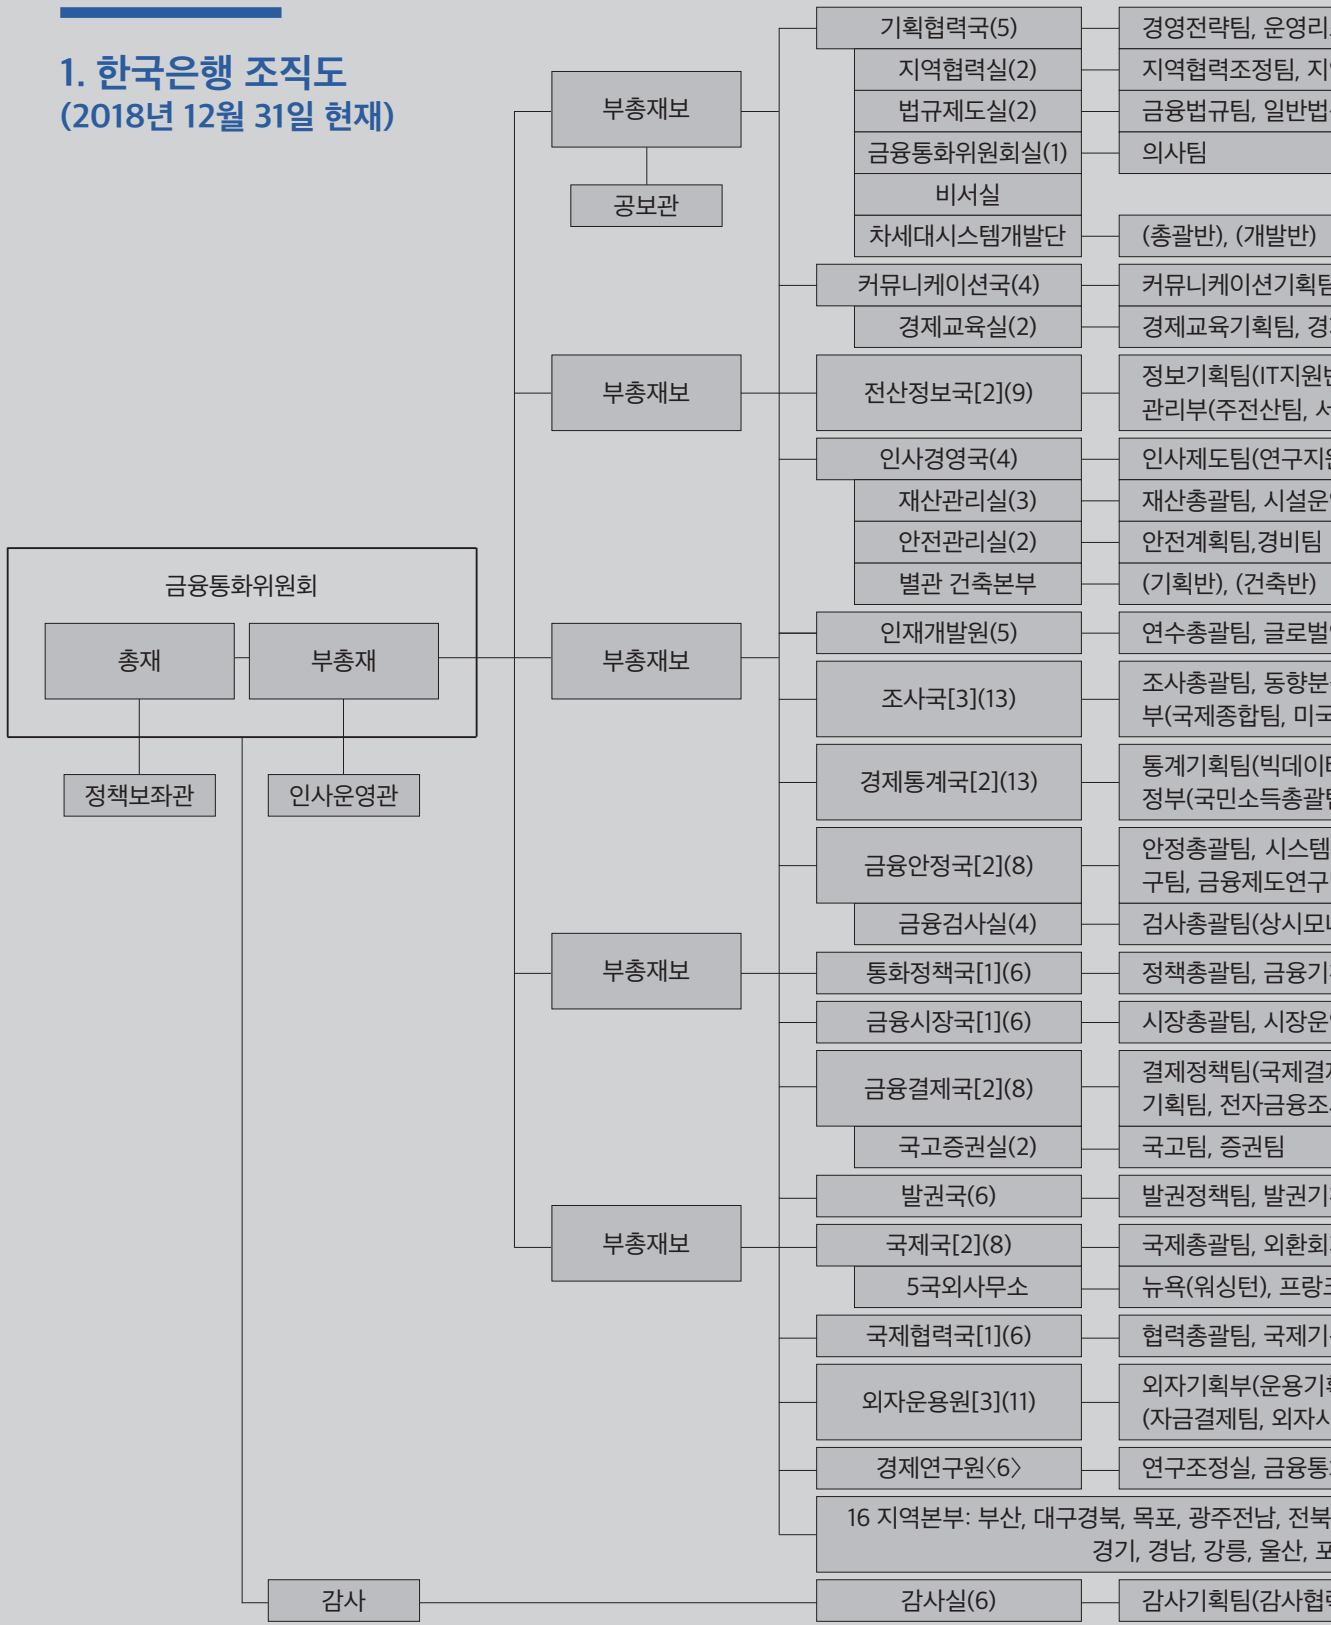 1. 한국은행 조직도
(2018년 12월 31일 현재)
금융통화위원회
총재
부총재
정책보좌관
인사운영관
감사
부총재보
공보관
부총재보
부총재보
부총재보
부총재보
기획협력국(5)
경영전략팀, 운영리
지역협력실(2)
지역협력조정팀,
법규제도실(2)
금융법규팀, 일반법
금융통화위원회실(1)
의사팀
비서실
차세대시스템개발단
(총괄반), (개발반)
커뮤니케이션국(4)
커뮤니케이션기획팀
경제교육실(2)
경제교육기획팀,
전산정보국[2](9)
정보기획팀(IT지원반
관리부(주전산팀,
인사경영국(4)
인사제도팀(연구지원
재산관리실(3)
재산총괄팀, 시설운
안전관리실(2)
안전계획팀,경비팀
별관 건축본부
(기획반), (건축반)
인재개발원(5)
연수총괄팀, 글로벌
조사국[3](13)
조사총괄팀, 동향분
부(국제종합팀, 미국
경제통계국[2](13)
통계기획팀(빅데이터
정부(국민소득총괄팀
금융안정국[2](8)
안정총괄팀, 시스템
구팀, 금융제도연구
금융검사실(4)
검사총괄팀(상시모니
통화정책국[1](6)
정책총괄팀, 금융기
금융시장국[1](6)
시장총괄팀, 시장운
금융결제국[2](8)
결제정책팀(국제결제
기획팀, 전자금융조
국고증권실(2)
국고팀, 증권팀
발권국(6)
발권정책팀, 발권기
국제국[2](8)
국제총괄팀, 외환회
5국외사무소
뉴욕(워싱턴), 프랑크
국제협력국[1](6)
협력총괄팀, 국제기
외자운용원[3](11)
외자기획부(운용기획
(자금결제팀, 외자시
경제연구원〈6〉
연구조정실, 금융통
16 지역본부: 부산, 대구경북, 목포, 광주전남, 전북
경기, 경남, 강릉, 울산, 포
감사실(6)
감사기획팀(감사협력